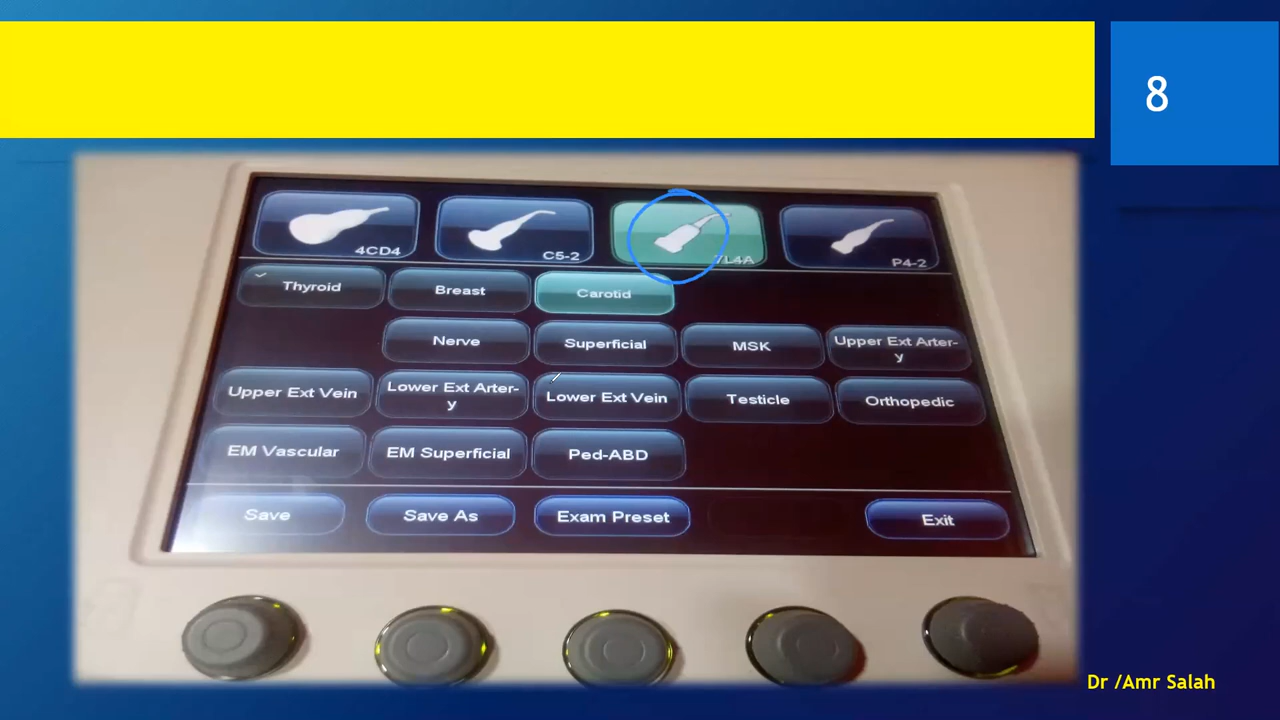 8
4CD4
C5-2
7L4A
P4-2
Thyroid
Breast
Carotid
Nerve
Superficial
MSK
Upper Ext Arter-
y
Upper Ext Vein
Lower Ext Arter-
y
Lower Ext Vein
Testicle
Orthopedic
EM Vascular
EM Superficial
Ped-ABD
Save
Save As
Exam Preset
Exit
Dr /Amr Salah